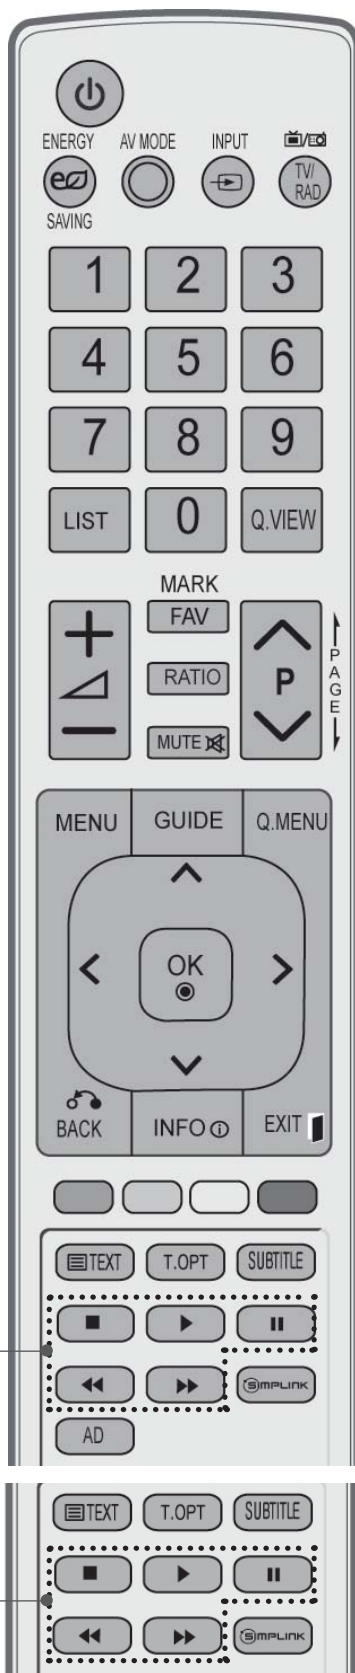 ENERGY AV MODE INPUT
TV/
RAD
SAVING
1 2 3
4 5 6
7 8 9
LIST 0 Q.VIEW
MARK
FAV
RATIO
P
PAGE
MUTE
MENU GUIDE Q.MENU
OK
BACK INFO EXIT
TEXT T.OPT SUBTITLE
SIMPLINK
AD
TEXT T.OPT SUBTITLE
SIMPLINK